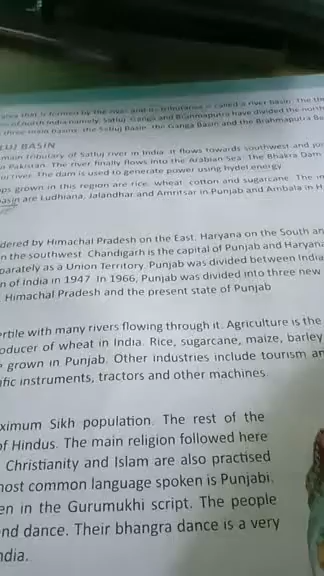 area that is formed by the river and its tributaries is called a river basin. The th
of north India namely, Satluj, Ganga and Brahmaputra have divided the north
three main basins: the Satluj Basin, the Ganga Basin and the Brahmaputra Ba
LUJ BASIN
main tributary of Satluj river in India. It flows towards southwest and joi
Pakistan. The river finally flows into the Arabian Sea. The Bhakra Dam
river. The dam is used to generate power using hydel energy.
ps grown in this region are rice, wheat, cotton and sugarcane. The im
basin are Ludhiana, Jalandhar and Amritsar in Punjab and Ambala in H
dered by Himachal Pradesh on the East, Haryana on the South an
n the southwest. Chandigarh is the capital of Punjab and Haryana
parately as a Union Territory. Punjab was divided between India
n of India in 1947. In 1966, Punjab was divided into three new
Himachal Pradesh and the present state of Punjab
ertile with many rivers flowing through it. Agriculture is the
oducer of wheat in India. Rice, sugarcane, maize, barley
grown in Punjab. Other industries include tourism an
ific instruments, tractors and other machines.
ximum Sikh population. The rest of the
of Hindus. The main religion followed here
Christianity and Islam are also practised
most common language spoken is Punjabi.
en in the Gurumukhi script. The people
nd dance. Their bhangra dance is a very
ndia.